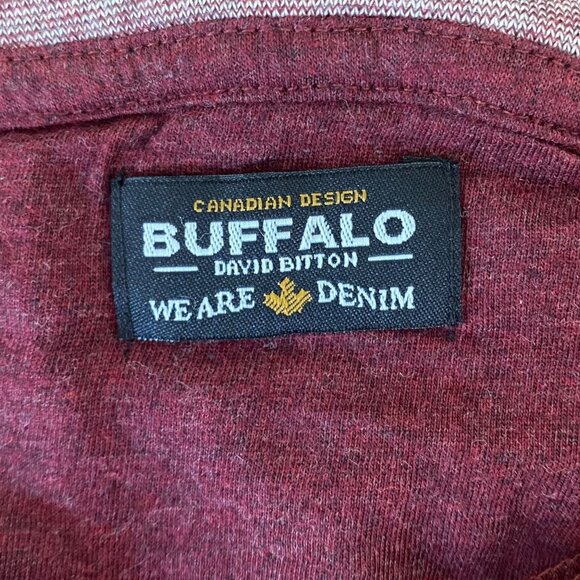 CANADIAN DESIGN
BUFFALO
DAVID BITTON
WE ARE DENIM